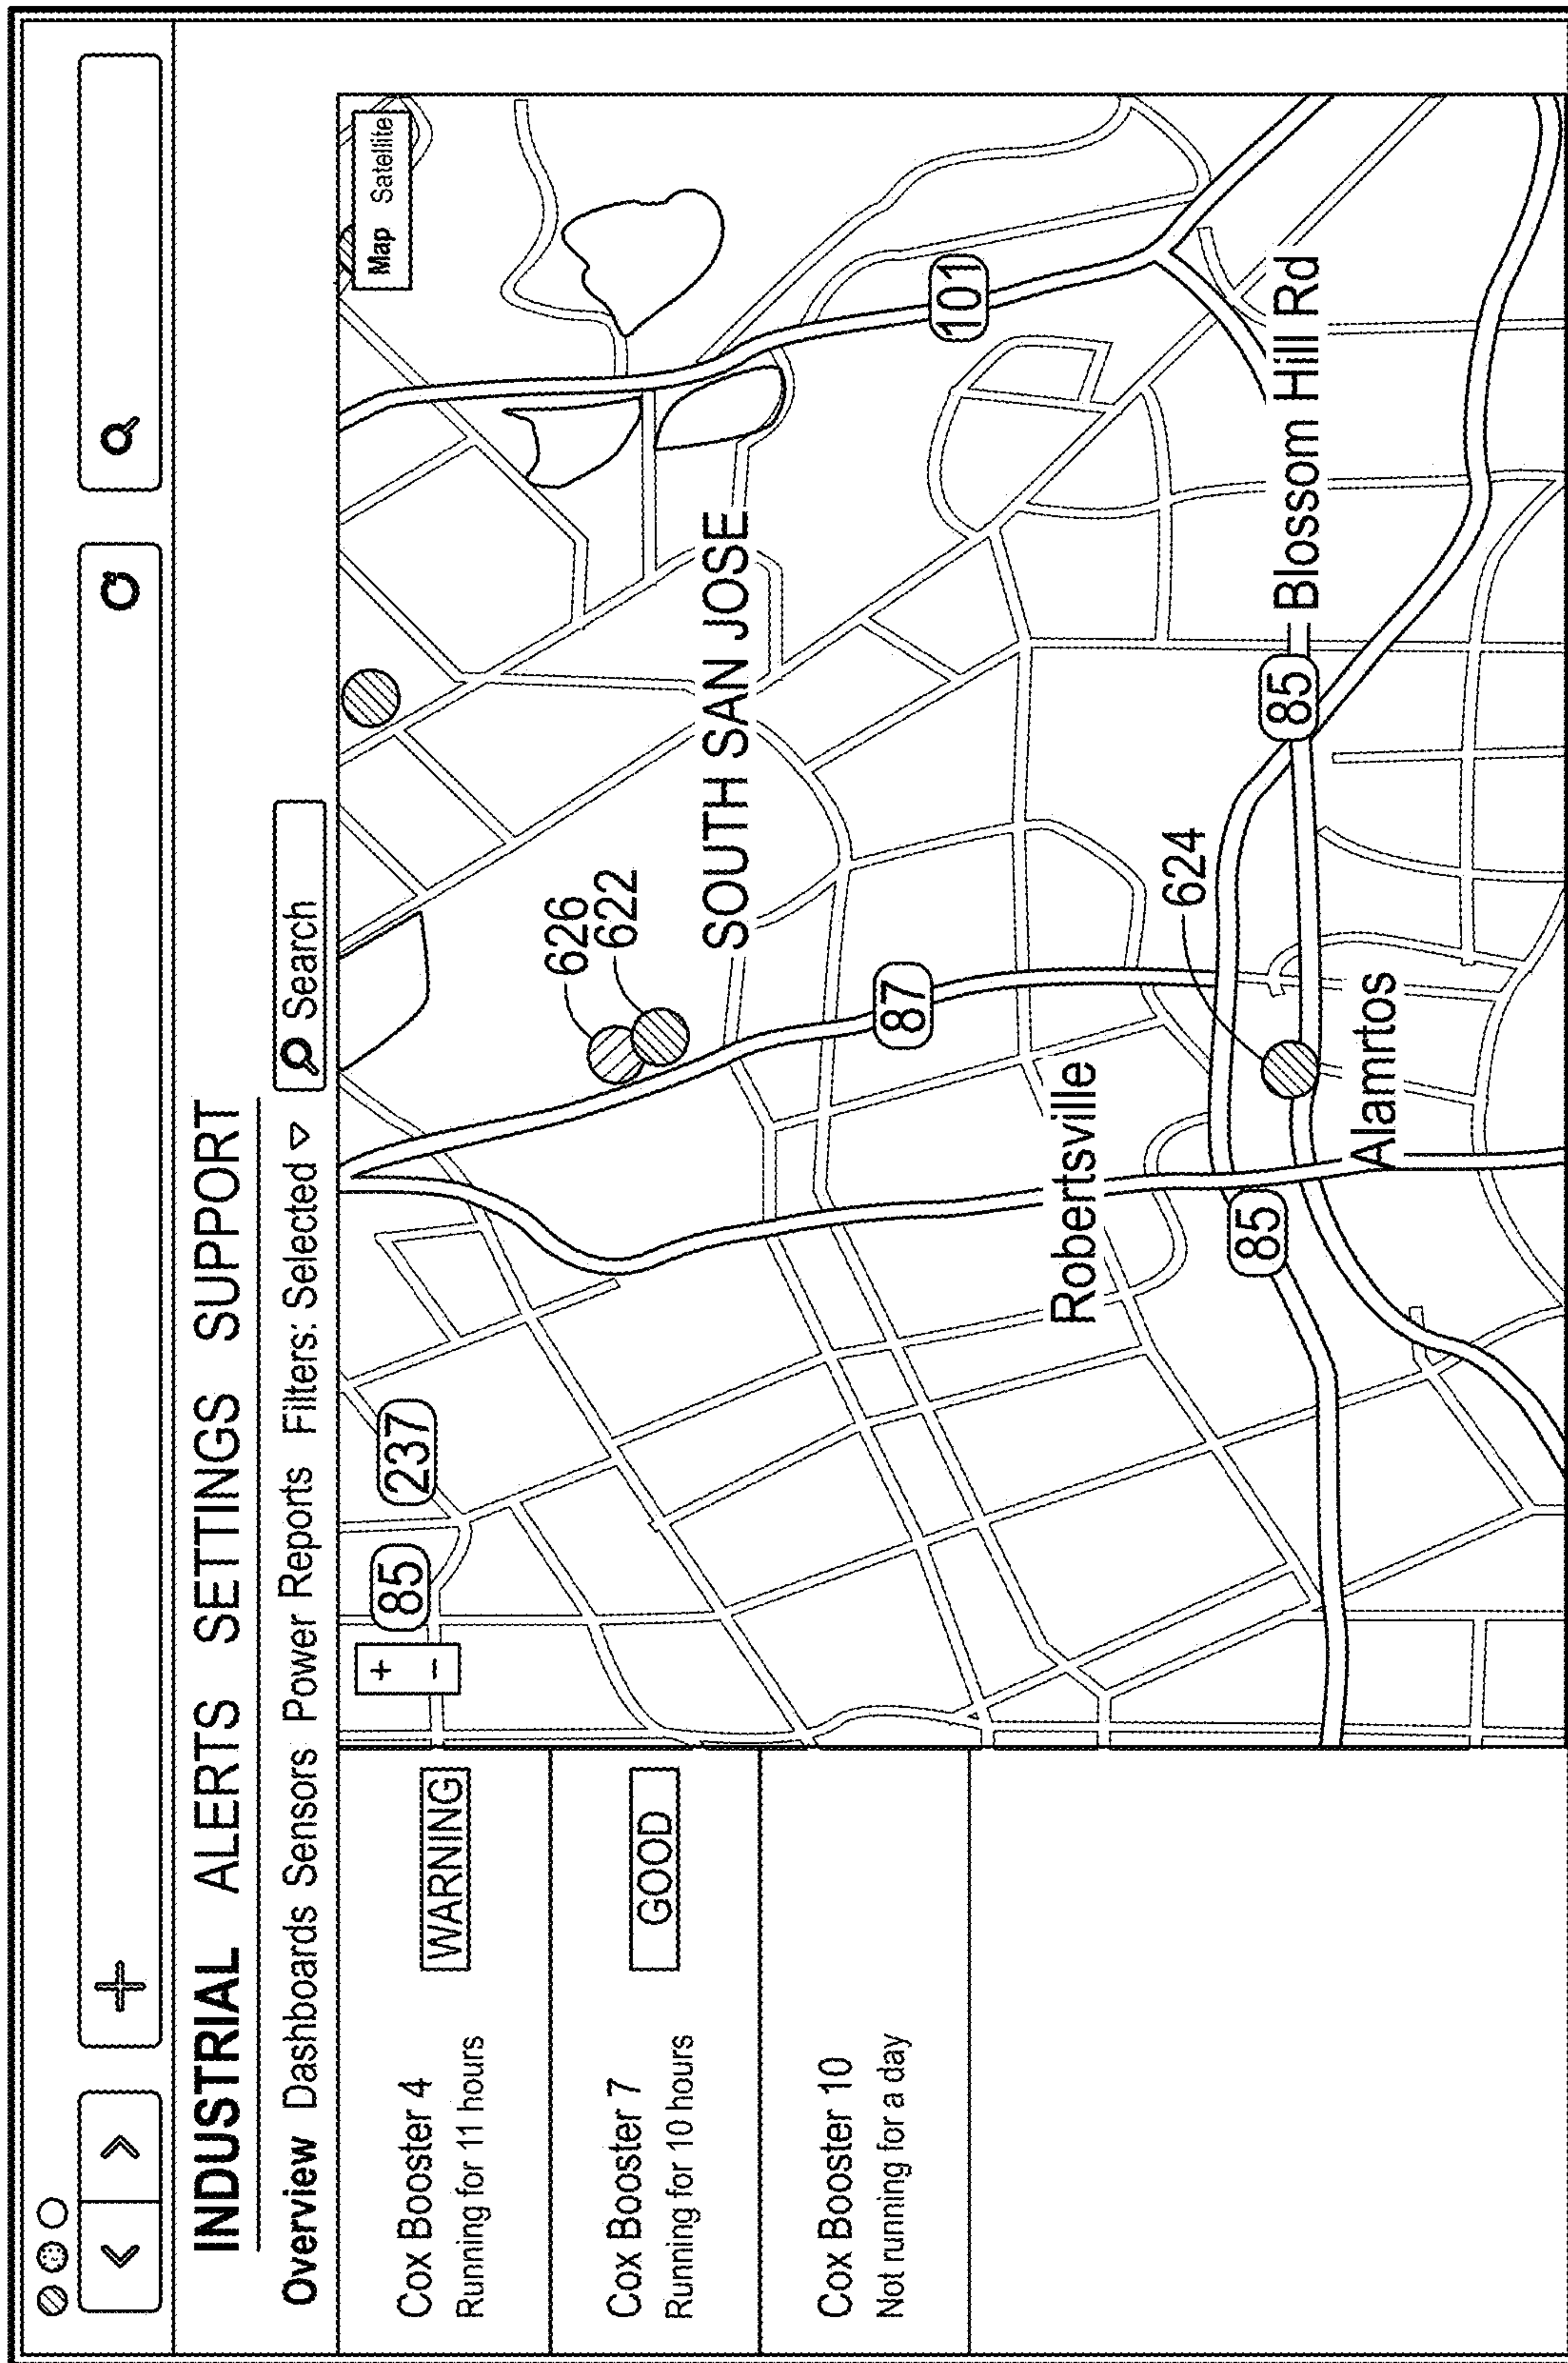 INDUSTRIAL ALERTS SETTINGS SUPPORT
Overview Dashboards Sensors Power Reports Filters: Selected Search
Cox Booster 4
Running for 11 hours
WARNING
Cox Booster 7
Running for 10 hours
GOOD
Cox Booster 10
Not running for a day
+
−
85
237
Map Satellite
626
622
SOUTH SAN JOSE
87
101
Robertsville
624
85
85
Blossom Hill Rd
Alamrtos